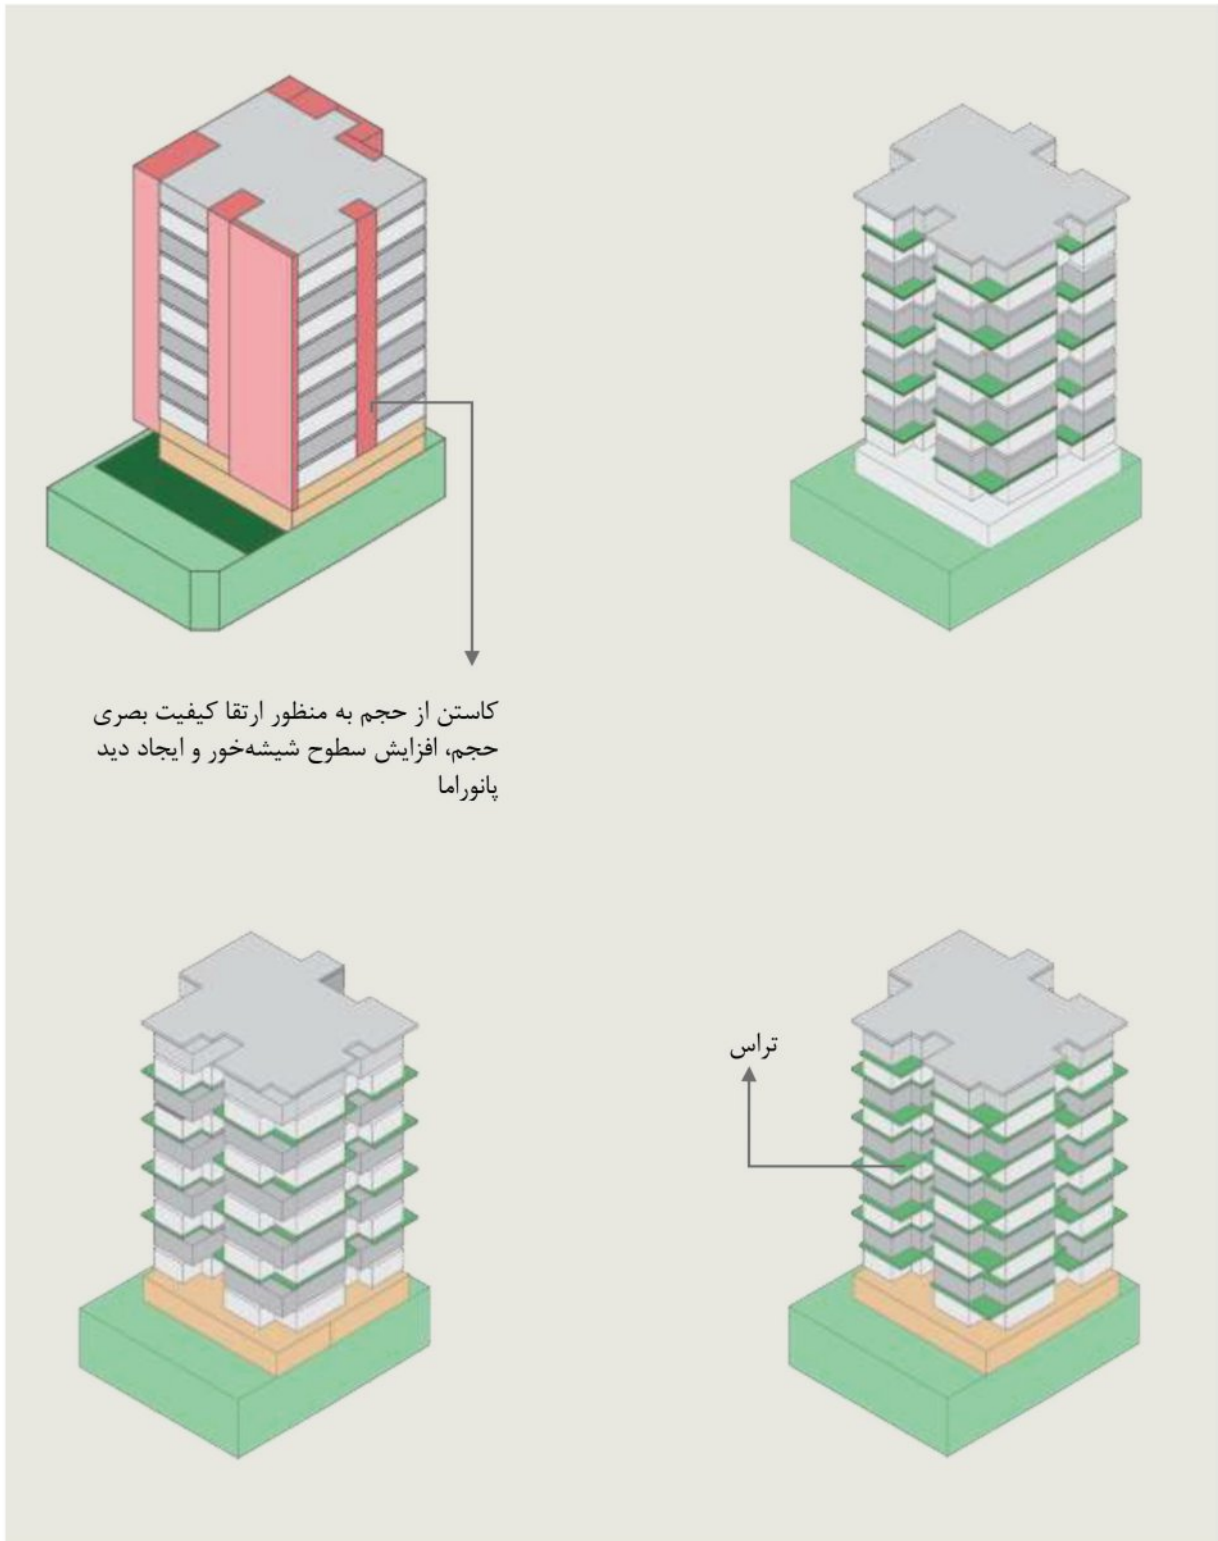 کاستن از حجم به منظور ارتقا کیفیت بصری
حجم، افزایش سطوح شیشه‌خور و ایجاد دید
پانوراما
تراس